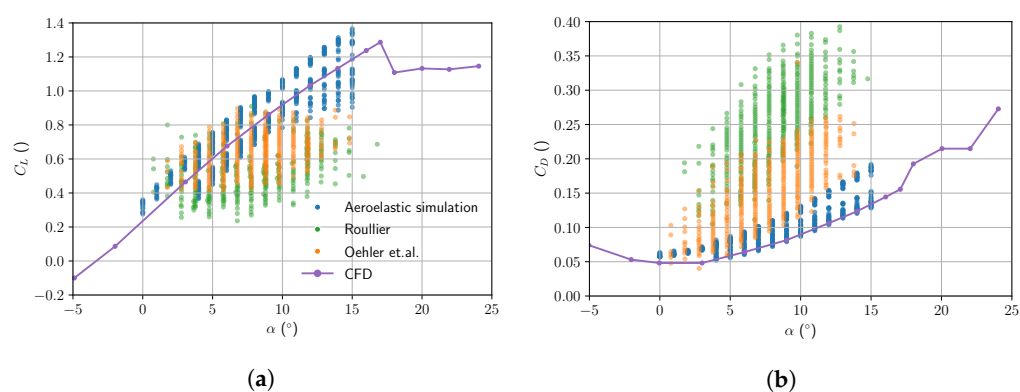 1.4
1.2
1.0
0.8
0.6
0.4
0.2
0.0
−0.2
C_L ()
−5 0 5 10 15 20 25
α (°)
Aeroelastic simulation
Roullier
Oehler et.al.
CFD
(a)
0.40
0.35
0.30
0.25
0.20
0.15
0.10
0.05
0.00
C_D ()
−5 0 5 10 15 20 25
α (°)
(b)